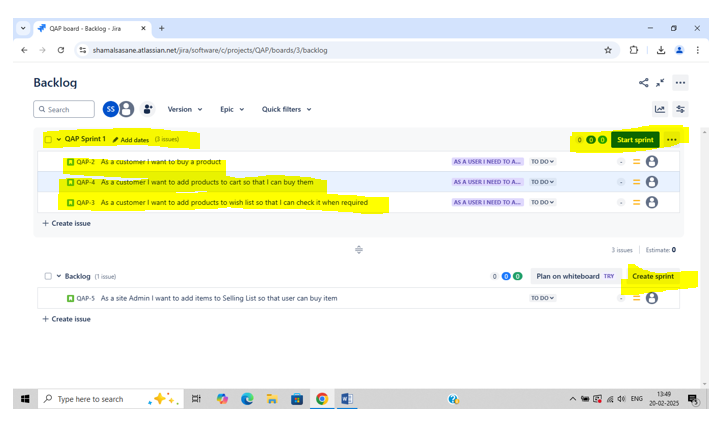 QAP board - Backlog - Jira
shamalsasane.atlassian.net/jira/software/c/projects/QAP/boards/3/backlog
Backlog
Search SS Version Epic Quick filters
QAP Sprint 1 Add dates (3 issues) 0 0 0 Start sprint
QAP-2 As a customer I want to buy a product AS A USER I NEED TO A... TO DO -
QAP-4 As a customer I want to add products to cart so that I can buy them AS A USER I NEED TO A... TO DO -
QAP-3 As a customer I want to add products to wish list so that I can check it when required AS A USER I NEED TO A... TO DO -
+ Create issue
3 issues Estimate: 0
Backlog (1 issue) 0 0 0 Plan on whiteboard TRY Create sprint
QAP-5 As a site Admin I want to add items to Selling List so that user can buy item TO DO -
+ Create issue
Type here to search ENG 13:49
20-02-2025